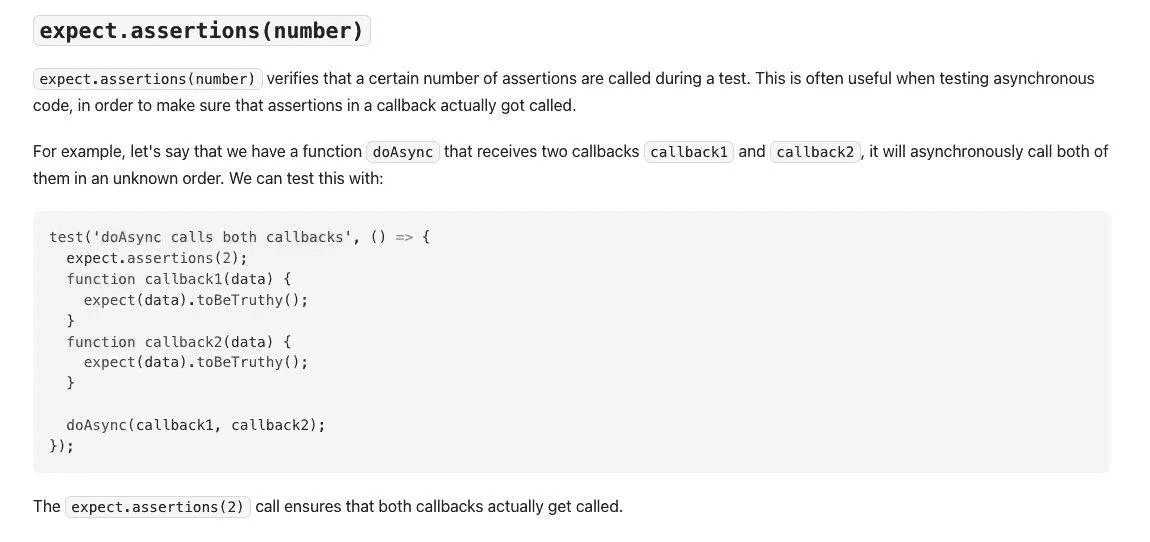 expect.assertions(number)
expect.assertions(number) verifies that a certain number of assertions are called during a test. This is often useful when testing asynchronous
code, in order to make sure that assertions in a callback actually got called.
For example, let's say that we have a function doAsync that receives two callbacks callback1 and callback2, it will asynchronously call both of
them in an unknown order. We can test this with:
test('doAsync calls both callbacks', () => {
  expect.assertions(2);
  function callback1(data) {
    expect(data).toBeTruthy();
  }
  function callback2(data) {
    expect(data).toBeTruthy();
  }
  doAsync(callback1, callback2);
});
The expect.assertions(2) call ensures that both callbacks actually get called.